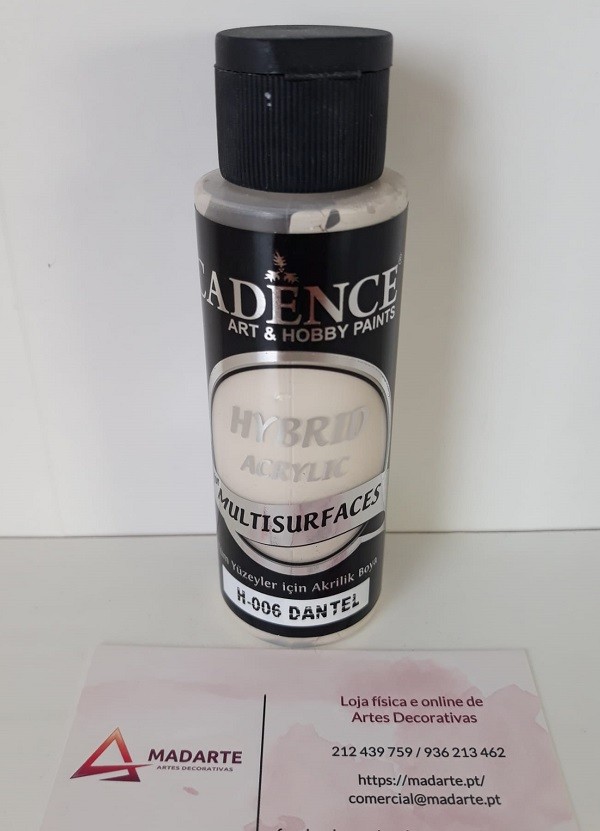 CADENCE
ART & HOBBY PAINTS
HYBRID
ACRYLIC
MULTISURFACES
Yüzeyler için Akrilik Boya
H-006 DANTEL
MADARTE
ARTES DECORATIVAS
Loja física e online de
Artes Decorativas
212 439 759 / 936 213 462
https://madarte.pt/
comercial@madarte.pt